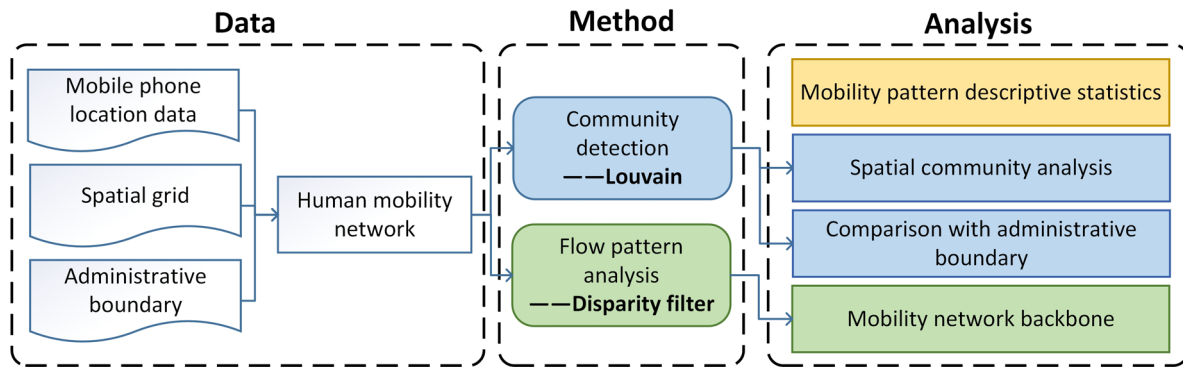 Data
Mobile phone
location data
Spatial grid
Administrative
boundary
Human mobility
network
Method
Community
detection
——Louvain
Flow pattern
analysis
——Disparity filter
Analysis
Mobility pattern descriptive statistics
Spatial community analysis
Comparison with administrative
boundary
Mobility network backbone